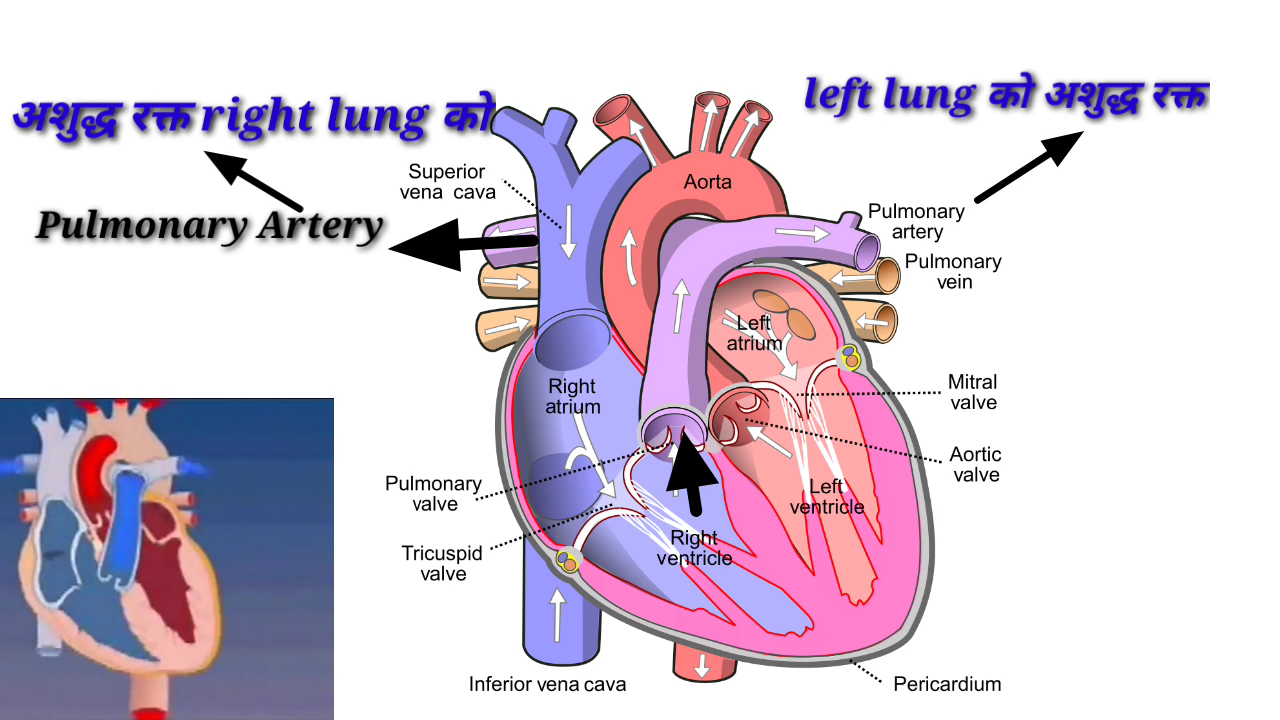 अशुद्ध रक्त right lung को
left lung को अशुद्ध रक्त
Pulmonary Artery
Superior
vena cava
Aorta
Pulmonary
artery
Pulmonary
vein
Left
atrium
Right
atrium
Mitral
valve
Aortic
valve
Pulmonary
valve
Left
ventricle
Tricuspid
valve
Right
ventricle
Inferior vena cava
Pericardium